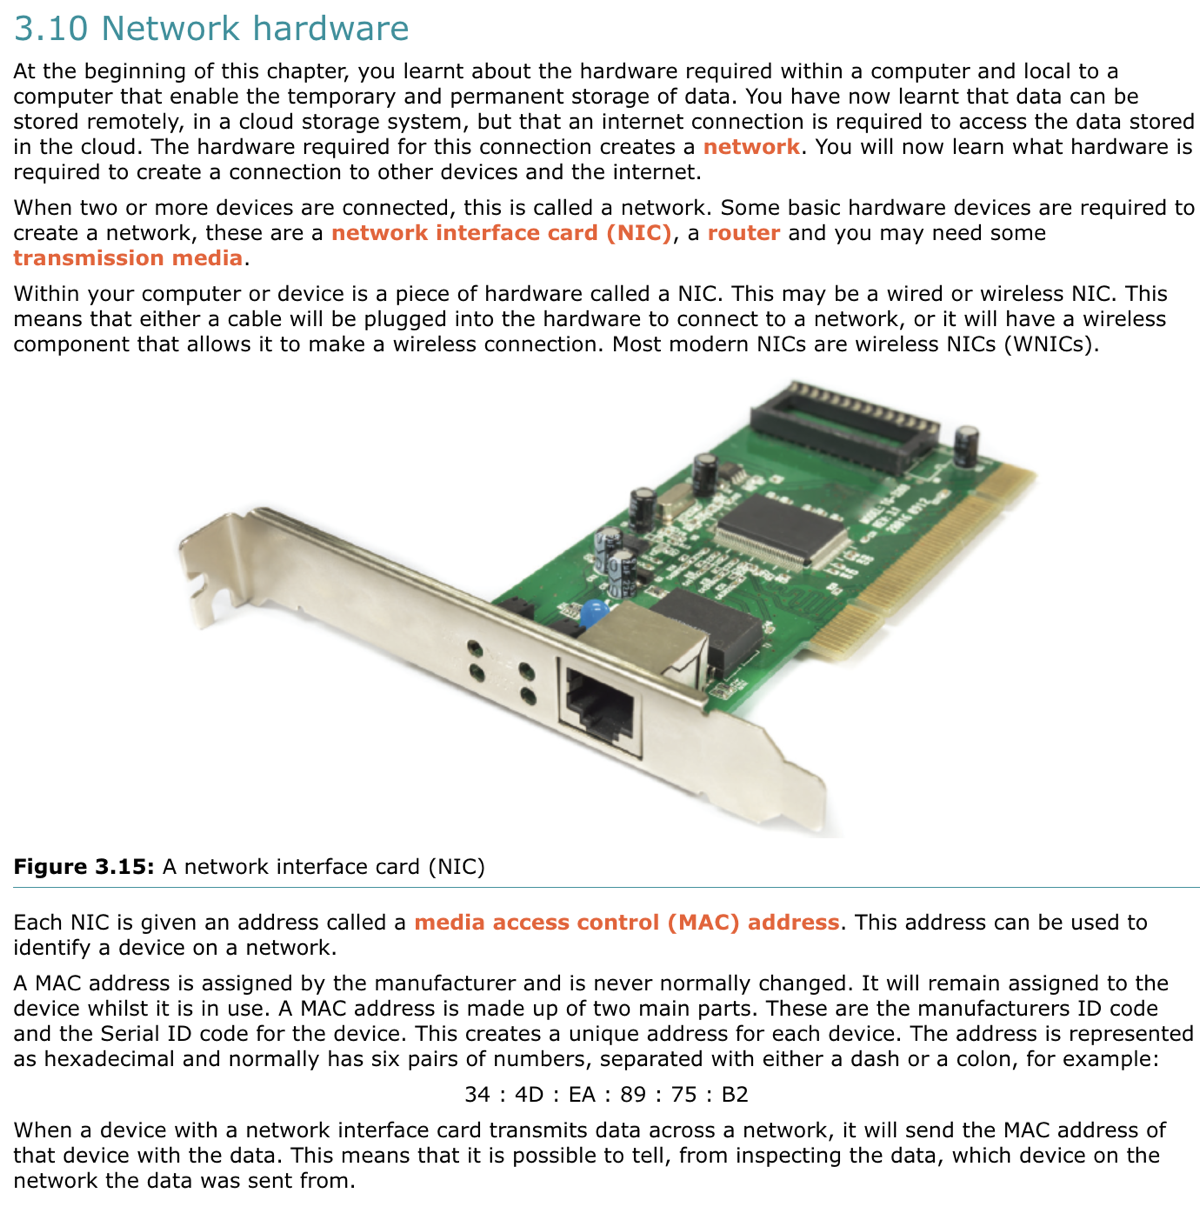 3.10 Network hardware
At the beginning of this chapter, you learnt about the hardware required within a computer and local to a
computer that enable the temporary and permanent storage of data. You have now learnt that data can be
stored remotely, in a cloud storage system, but that an internet connection is required to access the data stored
in the cloud. The hardware required for this connection creates a network. You will now learn what hardware is
required to create a connection to other devices and the internet.
When two or more devices are connected, this is called a network. Some basic hardware devices are required to
create a network, these are a network interface card (NIC), a router and you may need some
transmission media.
Within your computer or device is a piece of hardware called a NIC. This may be a wired or wireless NIC. This
means that either a cable will be plugged into the hardware to connect to a network, or it will have a wireless
component that allows it to make a wireless connection. Most modern NICs are wireless NICs (WNICs).
Figure 3.15: A network interface card (NIC)
Each NIC is given an address called a media access control (MAC) address. This address can be used to
identify a device on a network.
A MAC address is assigned by the manufacturer and is never normally changed. It will remain assigned to the
device whilst it is in use. A MAC address is made up of two main parts. These are the manufacturers ID code
and the Serial ID code for the device. This creates a unique address for each device. The address is represented
as hexadecimal and normally has six pairs of numbers, separated with either a dash or a colon, for example:
34 : 4D : EA : 89 : 75 : B2
When a device with a network interface card transmits data across a network, it will send the MAC address of
that device with the data. This means that it is possible to tell, from inspecting the data, which device on the
network the data was sent from.